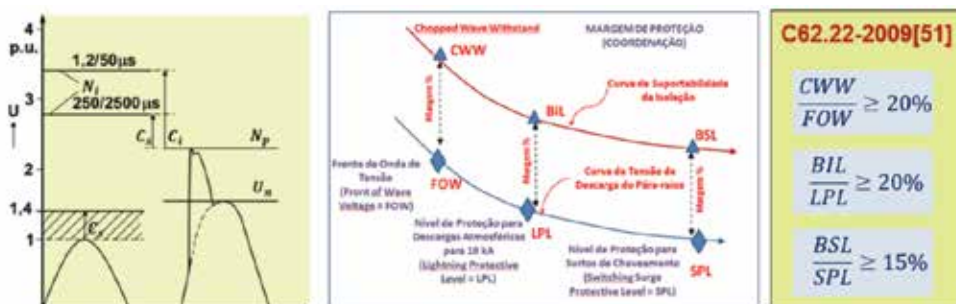 4
p.u.
U
3
2
1,4
1
1,2/50μs
N_i
250/2500μs
C_s
C_i
N_p
U_n
C_s
Chopped Wave Withstand
CWW
MARGEM DE PROTEÇÃO
(COORDENAÇÃO)
Margem %
BIL
Curva de Suportabilidade
da Isolação
BSL
Frente da Onda de
Tensão
(Front of Wave
Voltage = FOW)
FOW
Margem %
Curva de Tensão de
Descarga do Pára-raios
Margem %
LPL
Nível de Proteção para
Descargas Atmosféricas
para 10 kA
(Lightning Protective
Level = LPL)
Nível de Proteção para
Surtos de Chaveamento
(Switching Surge
Protective Level = SPL)
SPL
C62.22-2009[51]
CWW
FOW ≥ 20%
BIL
LPL ≥ 20%
BSL
SPL ≥ 15%